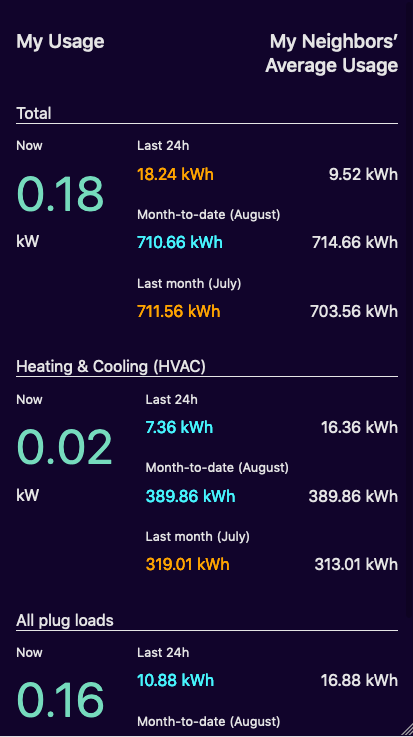 My Usage
My Neighbors’
Average Usage
Total
Now
Last 24h
0.18
18.24 kWh
9.52 kWh
Month-to-date (August)
kW
710.66 kWh
714.66 kWh
Last month (July)
711.56 kWh
703.56 kWh
Heating & Cooling (HVAC)
Now
Last 24h
0.02
7.36 kWh
16.36 kWh
Month-to-date (August)
kW
389.86 kWh
389.86 kWh
Last month (July)
319.01 kWh
313.01 kWh
All plug loads
Now
Last 24h
0.16
10.88 kWh
16.88 kWh
Month-to-date (August)